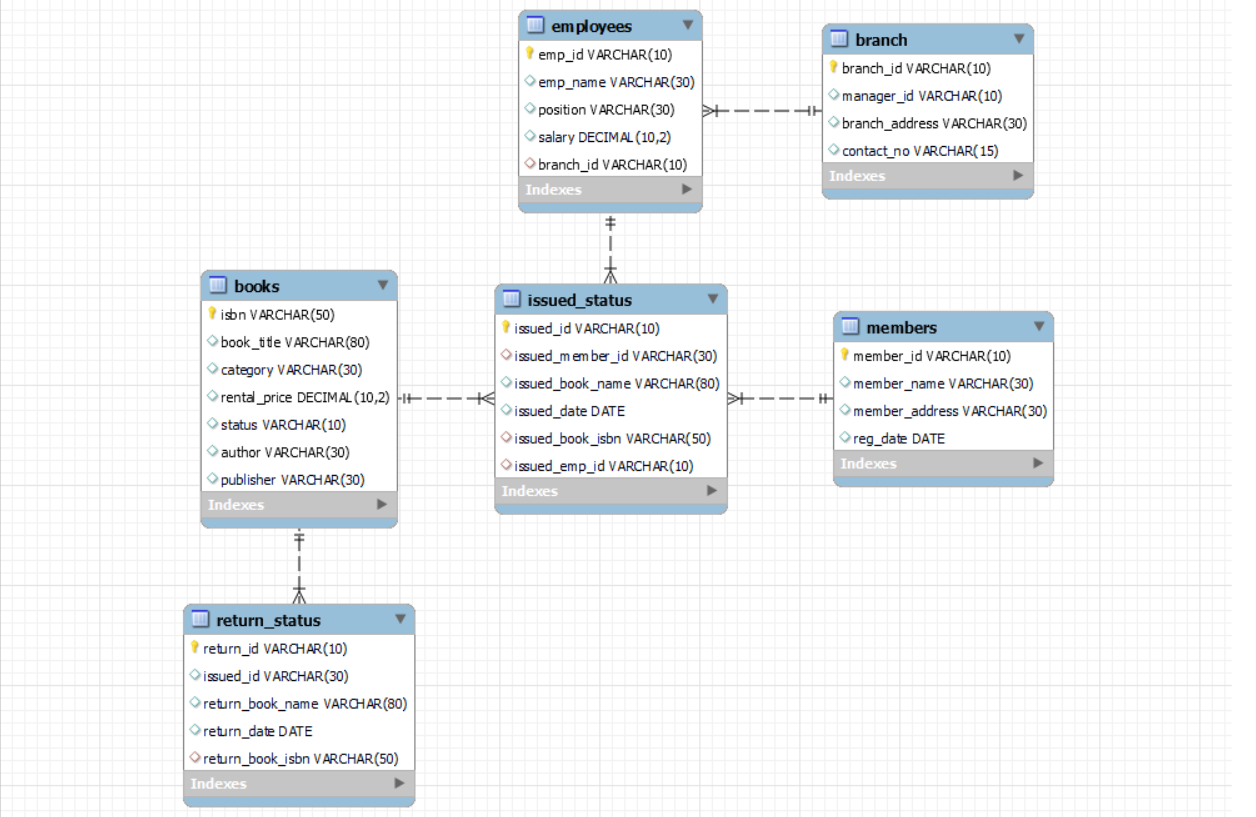 employees
emp_id VARCHAR(10)
emp_name VARCHAR(30)
position VARCHAR(30)
salary DECIMAL(10,2)
branch_id VARCHAR(10)
Indexes
branch
branch_id VARCHAR(10)
manager_id VARCHAR(10)
branch_address VARCHAR(30)
contact_no VARCHAR(15)
Indexes
books
isbn VARCHAR(50)
book_title VARCHAR(80)
category VARCHAR(30)
rental_price DECIMAL(10,2)
status VARCHAR(10)
author VARCHAR(30)
publisher VARCHAR(30)
Indexes
issued_status
issued_id VARCHAR(10)
issued_member_id VARCHAR(30)
issued_book_name VARCHAR(80)
issued_date DATE
issued_book_isbn VARCHAR(50)
issued_emp_id VARCHAR(10)
Indexes
members
member_id VARCHAR(10)
member_name VARCHAR(30)
member_address VARCHAR(30)
reg_date DATE
Indexes
return_status
return_id VARCHAR(10)
issued_id VARCHAR(30)
return_book_name VARCHAR(80)
return_date DATE
return_book_isbn VARCHAR(50)
Indexes